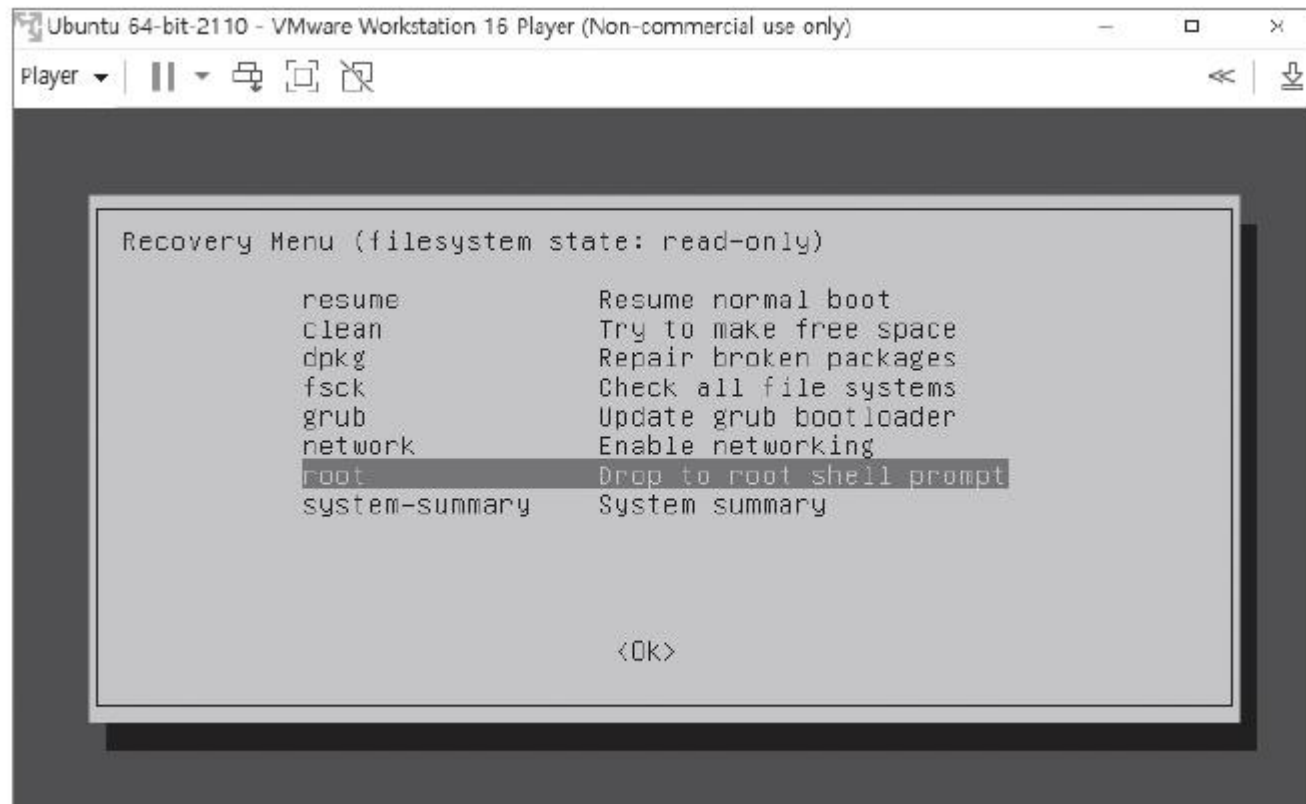 Ubuntu 64-bit-2110 - VMware Workstation 16 Player (Non-commercial use only)
Player
Recovery Menu (filesystem state: read-only)
resume Resume normal boot
clean Try to make free space
dpkg Repair broken packages
fsck Check all file systems
grub Update grub bootloader
network Enable networking
root Drop to root shell prompt
system-summary System summary
<Ok>